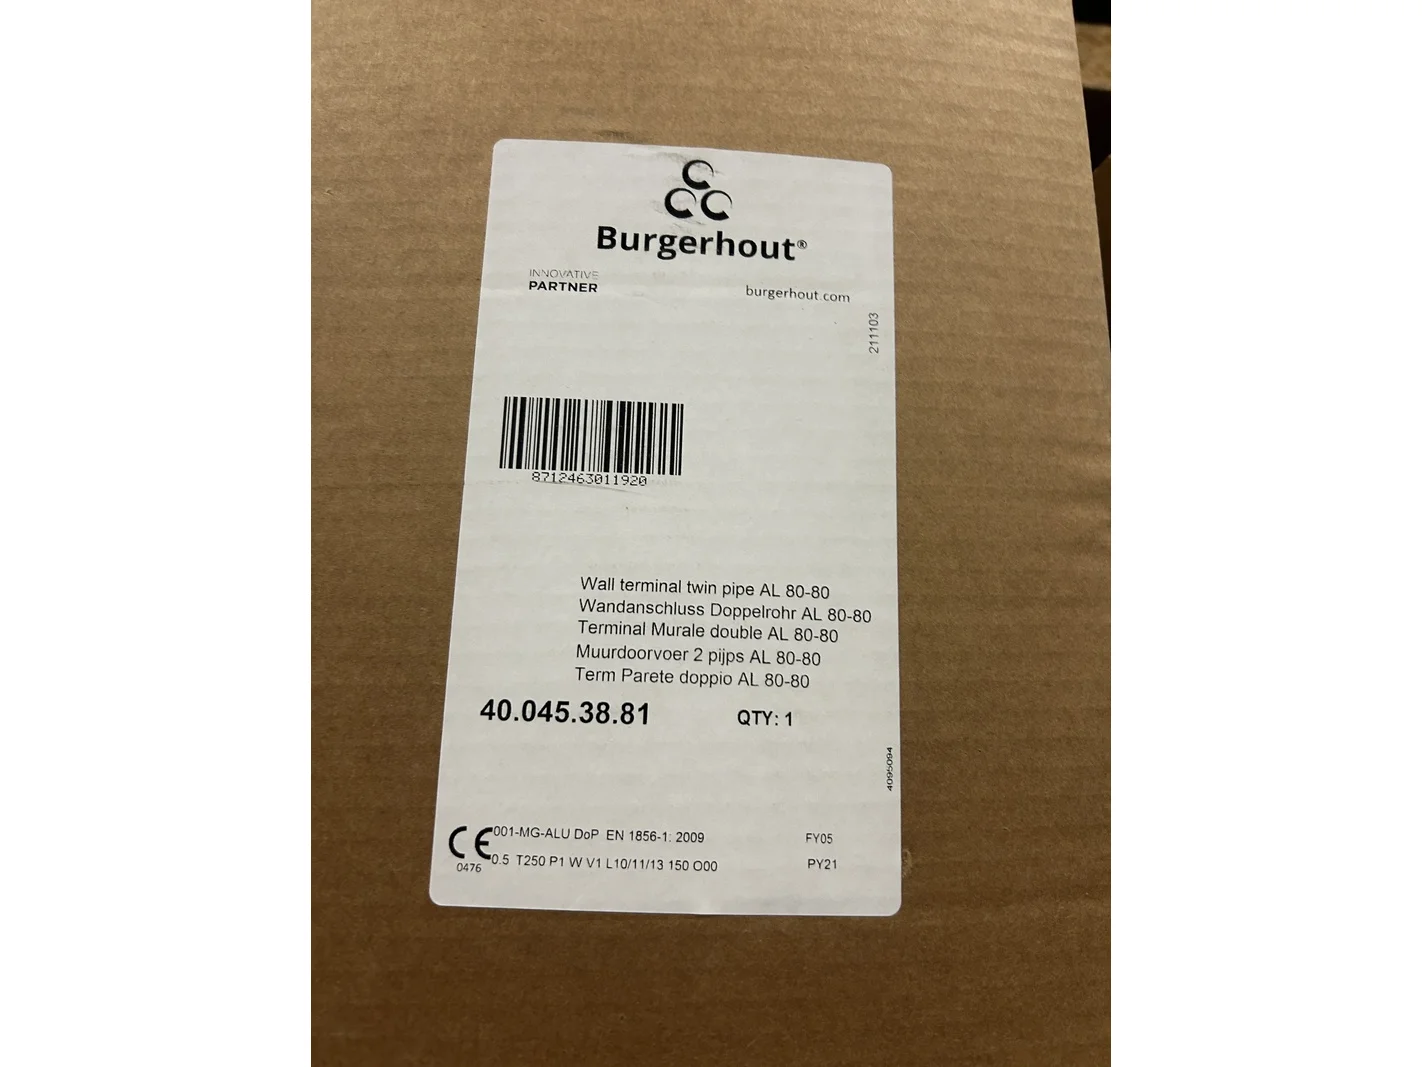 Burgerhout®
INNOVATIVE
PARTNER
burgerhout.com
211103
8712463011920
Wall terminal twin pipe AL 80-80
Wandanschluss Doppelrohr AL 80-80
Terminal Murale double AL 80-80
Muurdoorvoer 2 pijps AL 80-80
Term Parete doppio AL 80-80
40.045.38.81 QTY: 1
4095094
CE 001-MG-ALU DoP EN 1856-1: 2009 FY05
0476 0.5 T250 P1 W V1 L10/11/13 150 O00 PY21